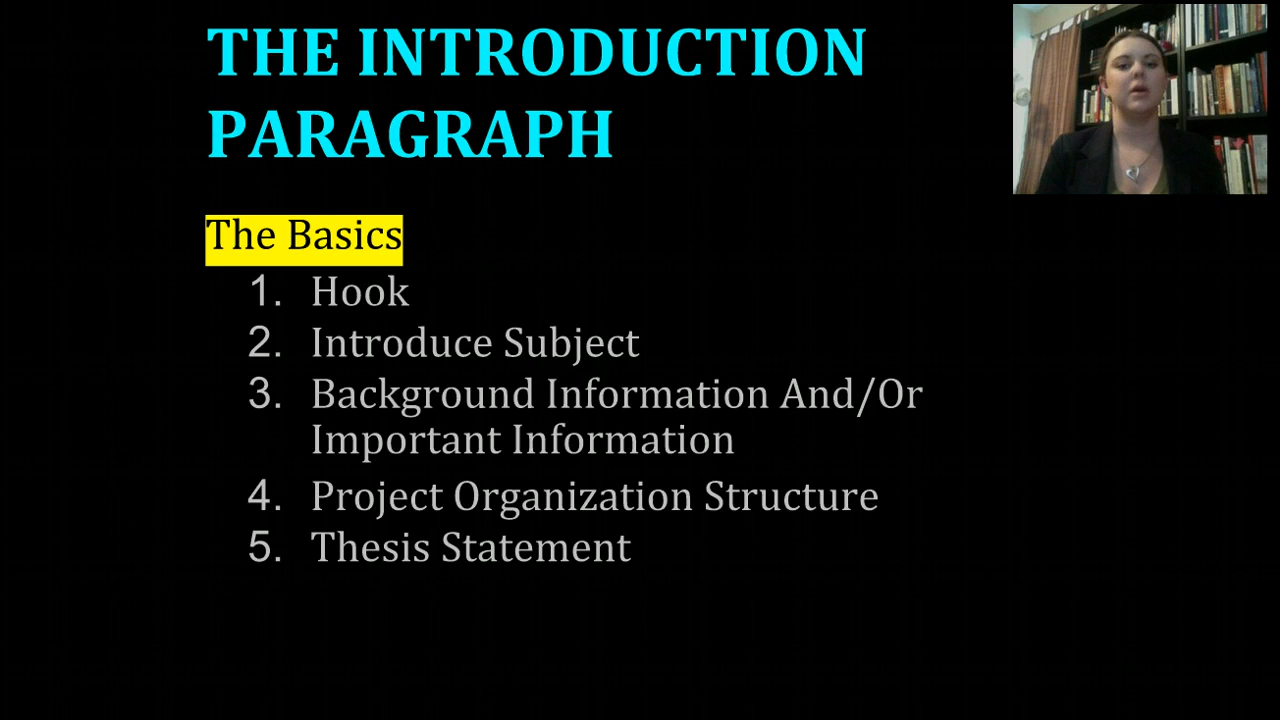 THE INTRODUCTION
PARAGRAPH
The Basics
1. Hook
2. Introduce Subject
3. Background Information And/Or
Important Information
4. Project Organization Structure
5. Thesis Statement